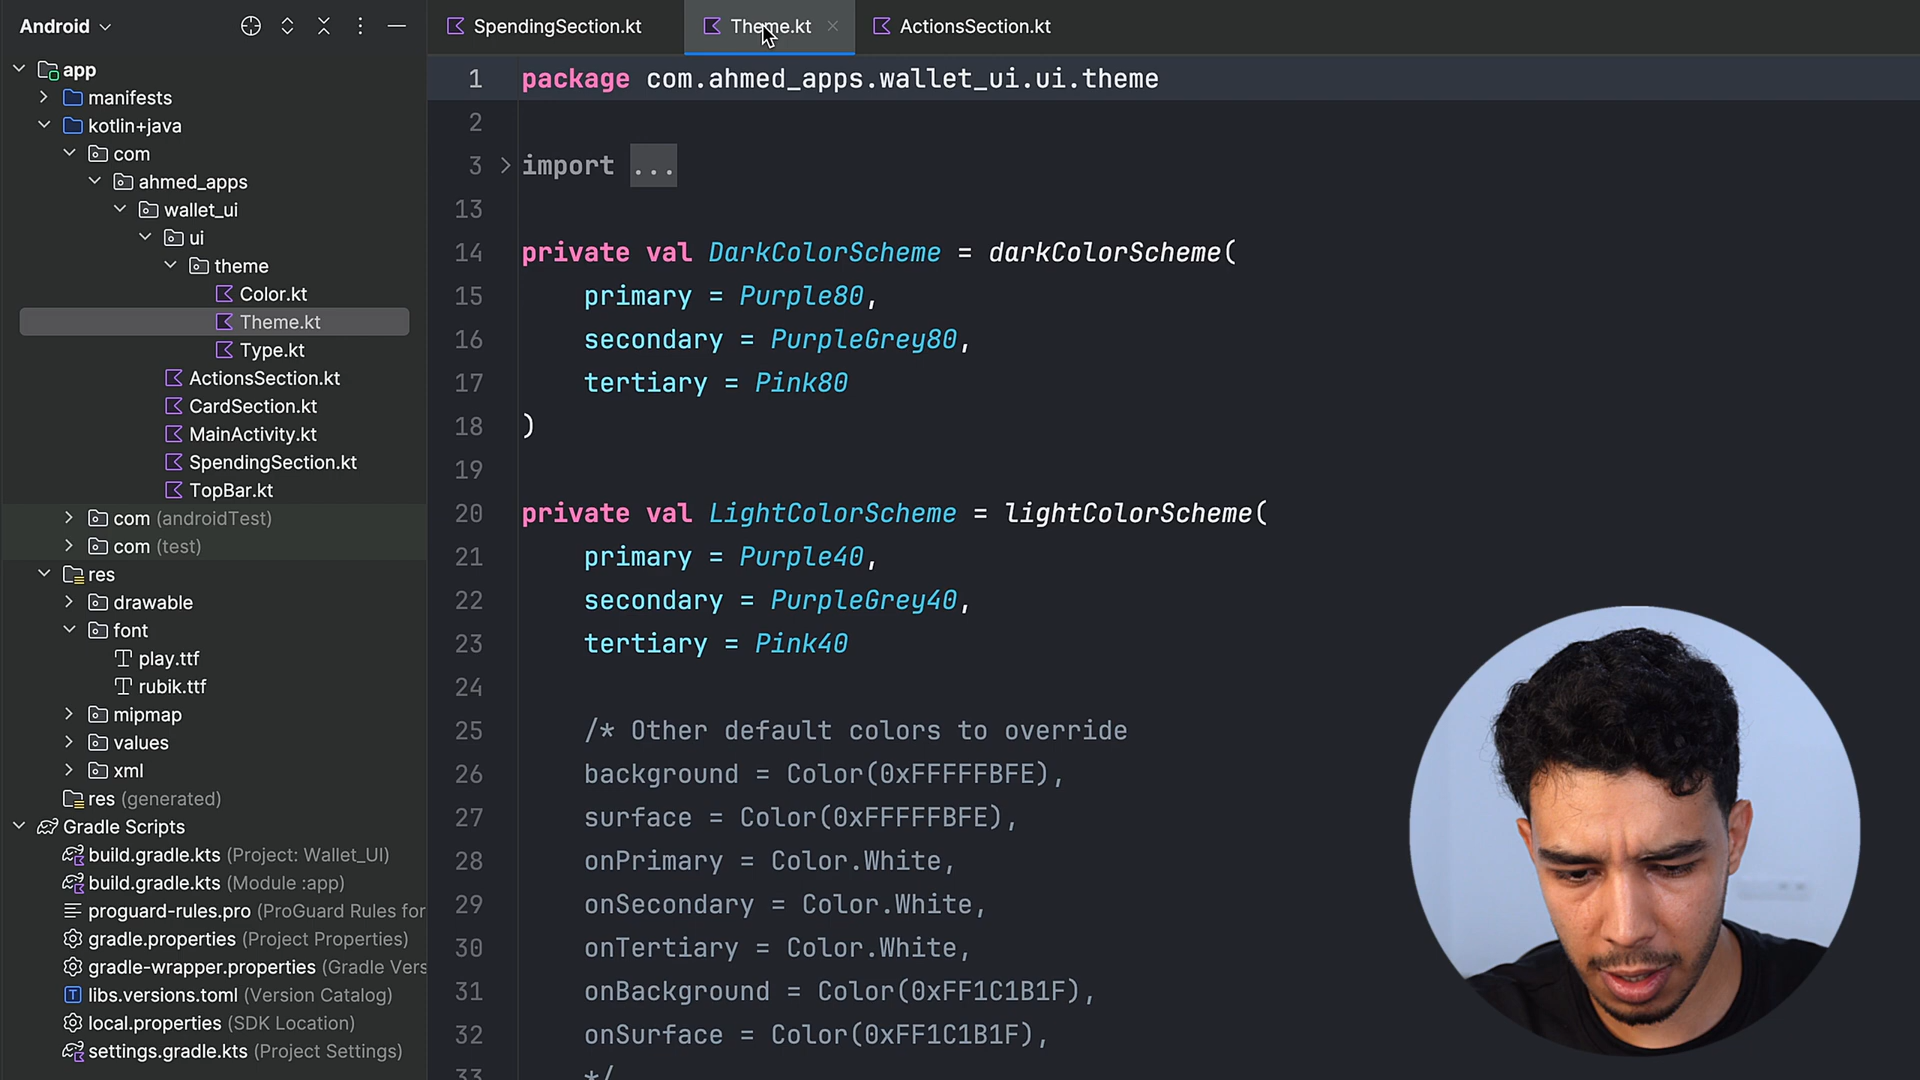 Android
app
manifests
kotlin+java
com
ahmed_apps
wallet_ui
ui
theme
Color.kt
Theme.kt
Type.kt
ActionsSection.kt
CardSection.kt
MainActivity.kt
SpendingSection.kt
TopBar.kt
com (androidTest)
com (test)
res
drawable
font
play.ttf
rubik.ttf
mipmap
values
xml
res (generated)
Gradle Scripts
build.gradle.kts (Project: Wallet_UI)
build.gradle.kts (Module :app)
proguard-rules.pro (ProGuard Rules for
gradle.properties (Project Properties)
gradle-wrapper.properties (Gradle Vers
libs.versions.toml (Version Catalog)
local.properties (SDK Location)
settings.gradle.kts (Project Settings)
SpendingSection.kt Theme.kt ActionsSection.kt
1 package com.ahmed_apps.wallet_ui.ui.theme
2
3 import ...
13
14 private val DarkColorScheme = darkColorScheme(
15 primary = Purple80,
16 secondary = PurpleGrey80,
17 tertiary = Pink80
18 )
19
20 private val LightColorScheme = lightColorScheme(
21 primary = Purple40,
22 secondary = PurpleGrey40,
23 tertiary = Pink40
24
25 /* Other default colors to override
26 background = Color(0xFFFFFBFE),
27 surface = Color(0xFFFFFBFE),
28 onPrimary = Color.White,
29 onSecondary = Color.White,
30 onTertiary = Color.White,
31 onBackground = Color(0xFF1C1B1F),
32 onSurface = Color(0xFF1C1B1F),
33 */